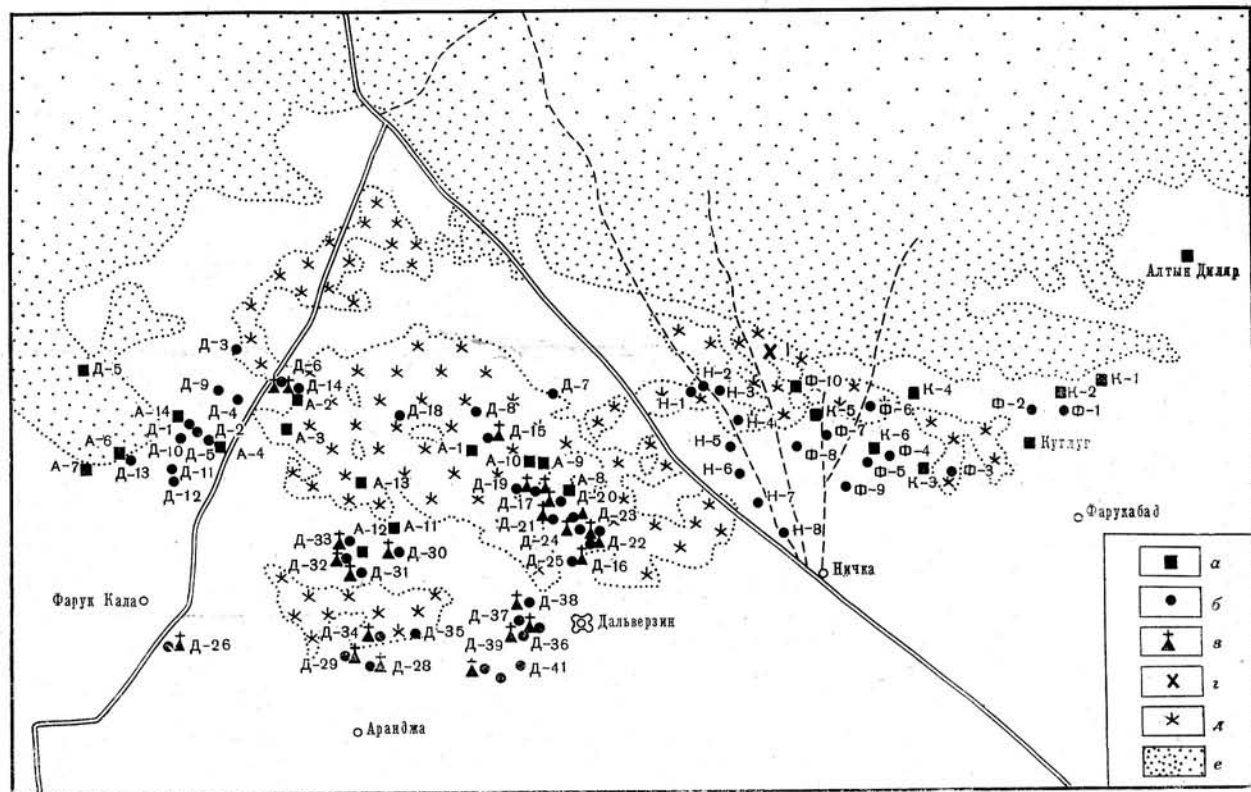 Алтын Диляр
Д-3
Д-5
Д-9
Д-6
Д-14
А-2
Д-4
А-14
Д-1
Д-2
Д-10
Д-5
А-4
А-3
А-6
А-7
Д-13
Д-11
Д-12
Д-18
Д-8
Д-7
Д-15
А-1
А-10
А-9
А-8
А-13
Д-19
Д-17
Д-20
Д-21
Д-23
Д-24
Д-22
Д-25
Д-16
А-12
А-11
Д-33
Д-30
Д-32
Д-31
Н-2
Н-1
Н-3
Н-4
Н-5
Н-6
Н-7
Н-8
1
Ф-10
К-5
Ф-6
К-4
Ф-7
Ф-8
К-6
Ф-4
Ф-5
К-3
Ф-3
Ф-9
К-1
К-2
Ф-2
Ф-1
Кутлуг
Фарухабад
Ничка
Фарук Кала
Д-26
Д-38
Д-37
Дальверзин
Д-34
Д-35
Д-39
Д-36
Д-29
Д-28
Д-41
Аранджа
а
б
в
г
д
е